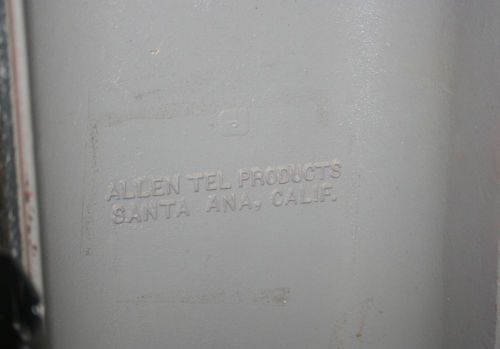 ALLEN TEL PRODUCTS
SANTA ANA, CALIF.